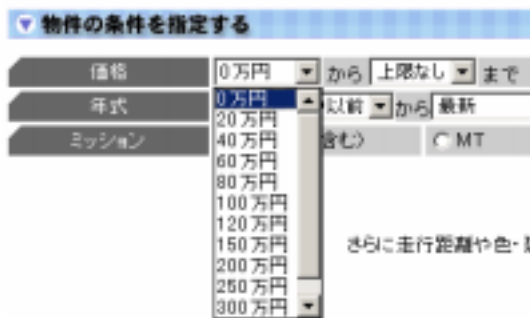 物件の条件を指定する
価格 0万円 から 上限なし まで
年式 以前 から 最新
ミッション 含む) MT
0万円
20万円
40万円
60万円
80万円
100万円
120万円
150万円
200万円
250万円
300万円
さらに走行距離や色・